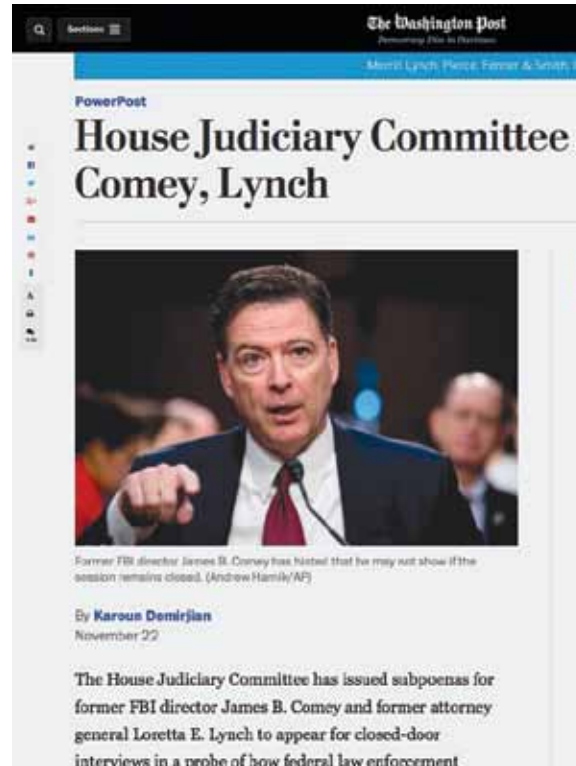 Sections
The Washington Post
Democracy Dies in Darkness
Merrill Lynch, Pierce, Fenner & Smith
PowerPost
House Judiciary Committee
Comey, Lynch
Former FBI director James B. Comey has hinted that he may not show if the
session remains closed. (Andrew Harnik/AP)
By Karoun Demirjian
November 22
The House Judiciary Committee has issued subpoenas for
former FBI director James B. Comey and former attorney
general Loretta E. Lynch to appear for closed-door
interviews in a probe of how federal law enforcement